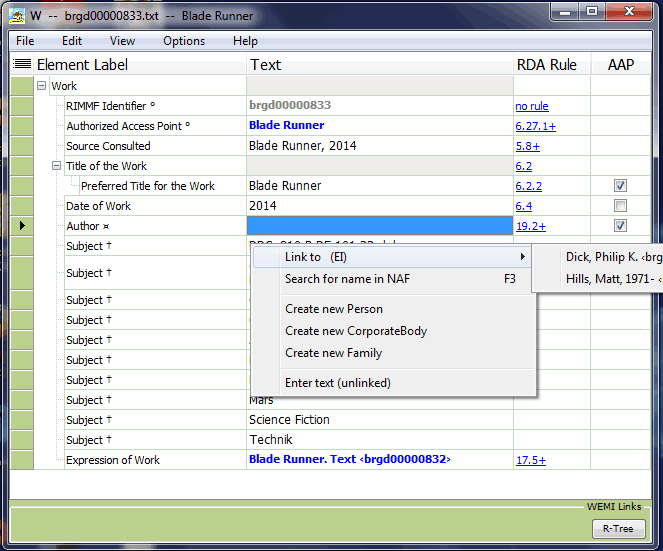 W -- brgd00000833.txt -- Blade Runner
File Edit View Options Help
Element Label Text RDA Rule AAP
Work
RIMMF Identifier º brgd00000833 no rule
Authorized Access Point º Blade Runner 6.27.1+
Source Consulted Blade Runner, 2014 5.8+
Title of the Work 6.2
Preferred Title for the Work Blade Runner 6.2.2
Date of Work 2014 6.4
Author ¤ 19.2+
Subject †
Link to (EI) Dick, Philip K. ‹brg
Subject †
Search for name in NAF F3 Hills, Matt, 1971- ‹
Subject †
Create new Person
Subject †
Create new CorporateBody
Subject †
Create new Family
Subject †
Subject †
Enter text (unlinked)
Subject † Mars
Subject † Science Fiction
Subject † Technik
Expression of Work Blade Runner. Text ‹brgd00000832› 17.5+
WEMI Links
R-Tree